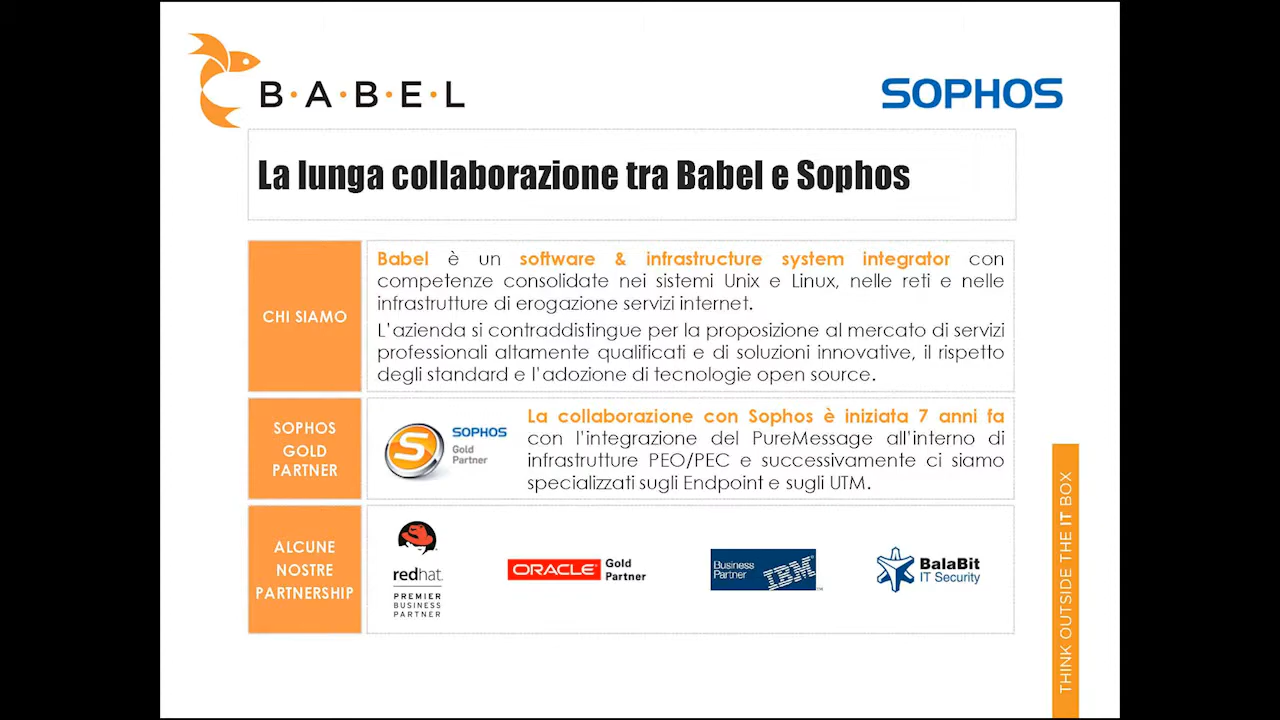 B·A·B·E·L
SOPHOS
La lunga collaborazione tra Babel e Sophos
CHI SIAMO
Babel è un software & infrastructure system integrator con
competenze consolidate nei sistemi Unix e Linux, nelle reti e nelle
infrastrutture di erogazione servizi internet.
L'azienda si contraddistingue per la proposizione al mercato di servizi
professionali altamente qualificati e di soluzioni innovative, il rispetto
degli standard e l'adozione di tecnologie open source.
SOPHOS
GOLD
PARTNER
S
SOPHOS
Gold
Partner
La collaborazione con Sophos è iniziata 7 anni fa
con l'integrazione del PureMessage all'interno di
infrastrutture PEO/PEC e successivamente ci siamo
specializzati sugli Endpoint e sugli UTM.
ALCUNE
NOSTRE
PARTNERSHIP
redhat.
PREMIER
BUSINESS
PARTNER
ORACLE
Gold
Partner
Business
Partner
IBM
BalaBit
IT Security
THINK OUTSIDE THE IT BOX